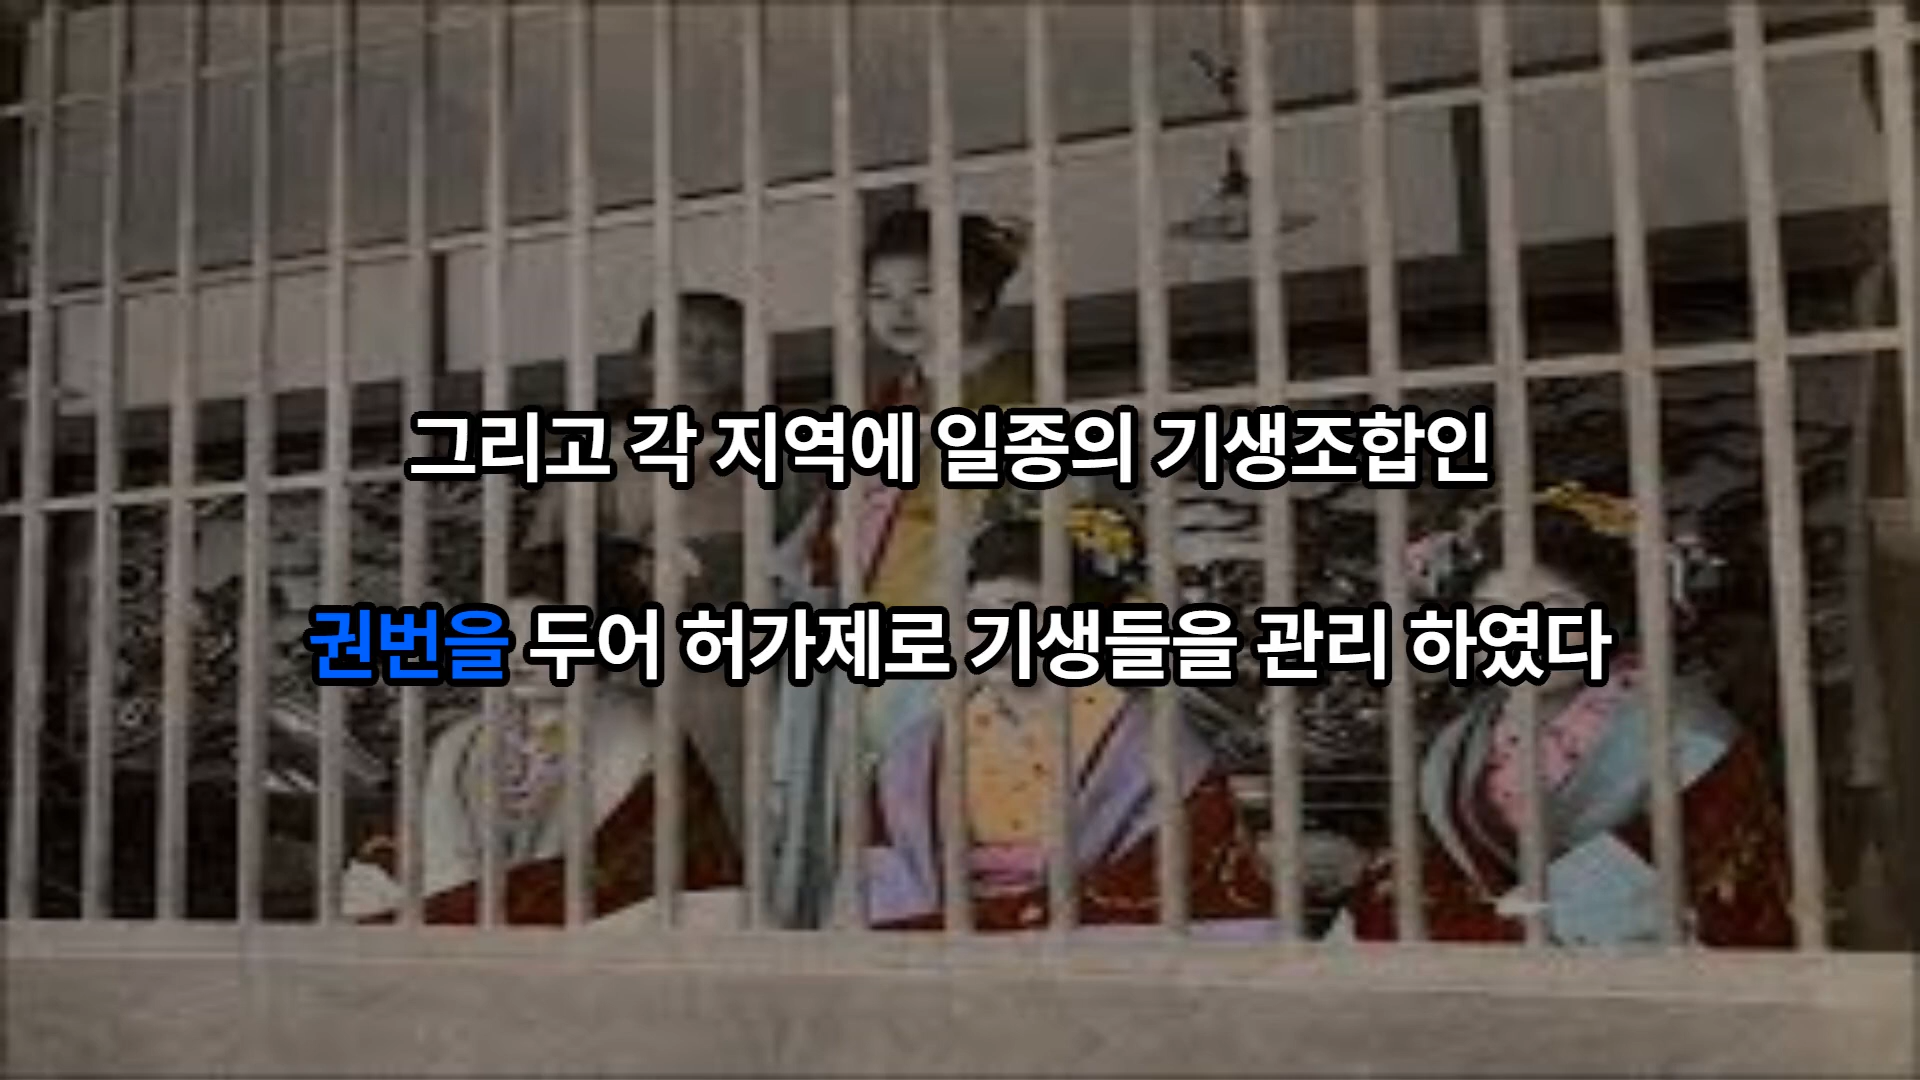 그리고 각 지역에 일종의 기생조합인
권번을 두어 허가제로 기생들을 관리 하였다